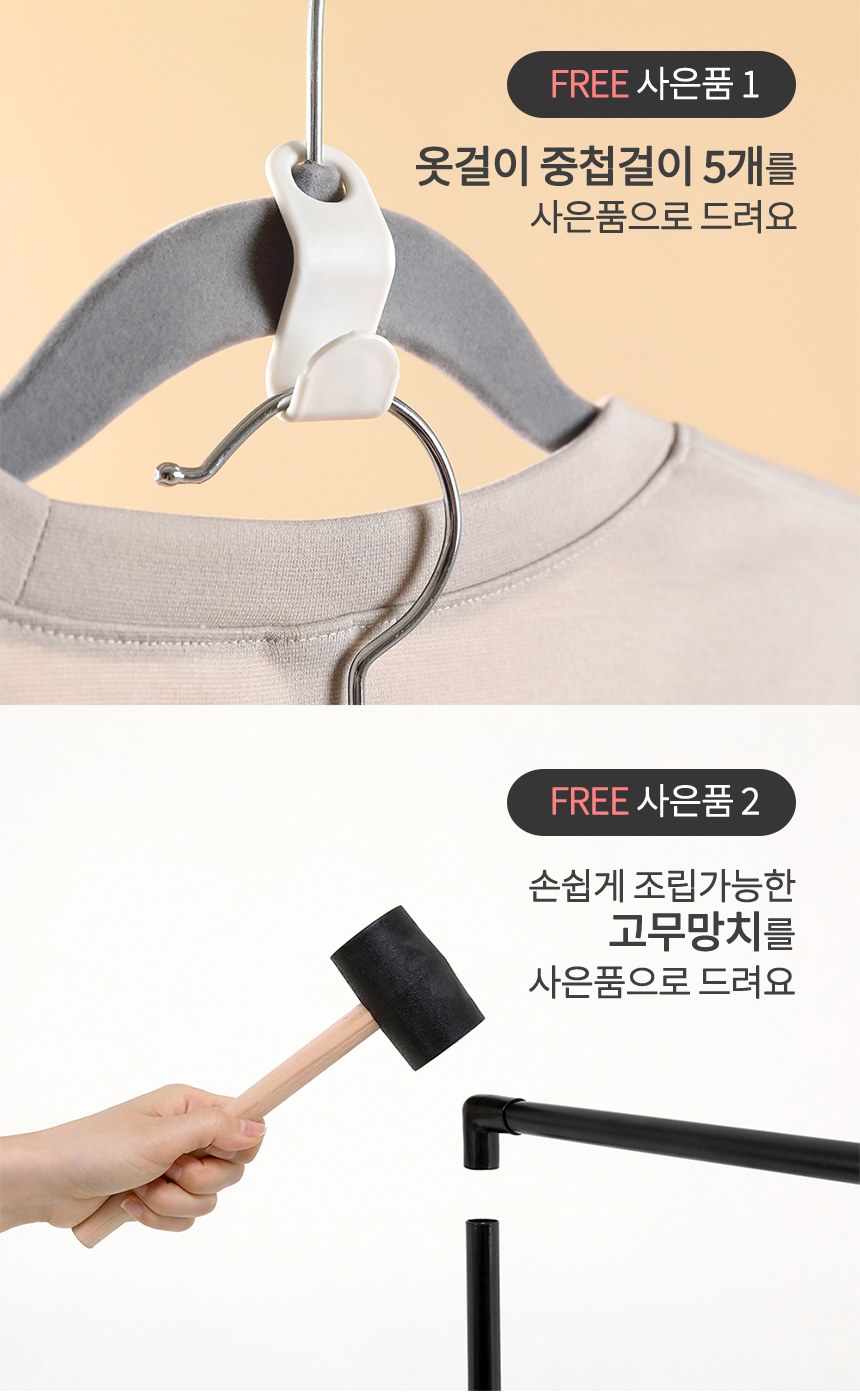 FREE 사은품 1
옷걸이 중첩걸이 5개를
사은품으로 드려요
FREE 사은품 2
손쉽게 조립가능한
고무망치를
사은품으로 드려요